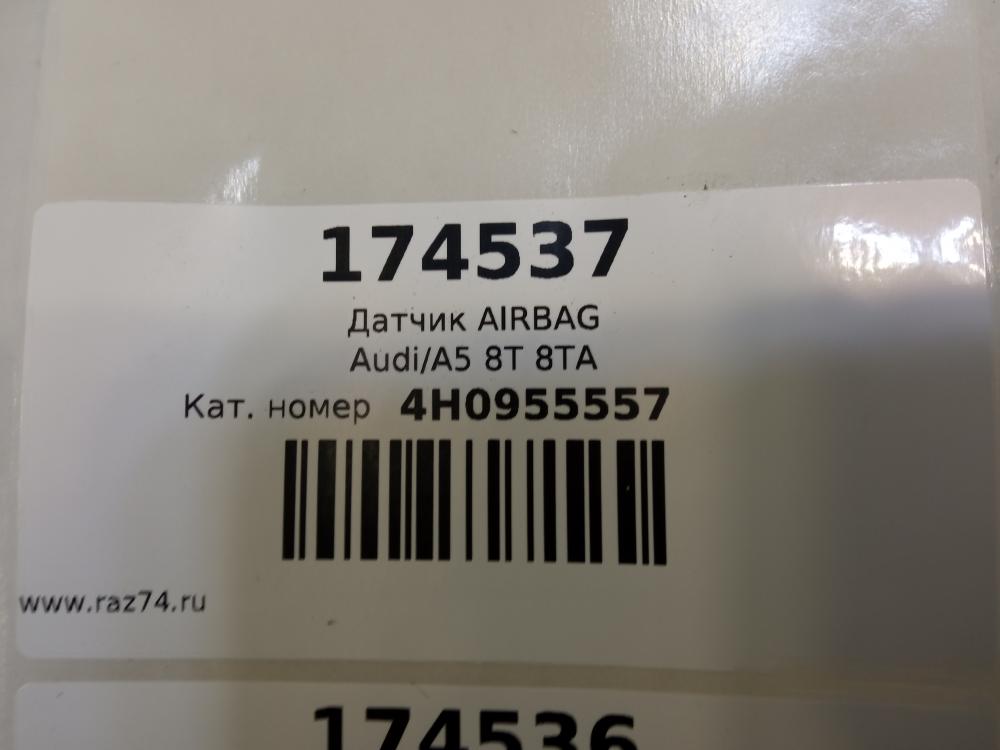 174537
Датчик AIRBAG
Audi/A5 8T 8TA
Кат. номер 4H0955557
www.raz74.ru
174536